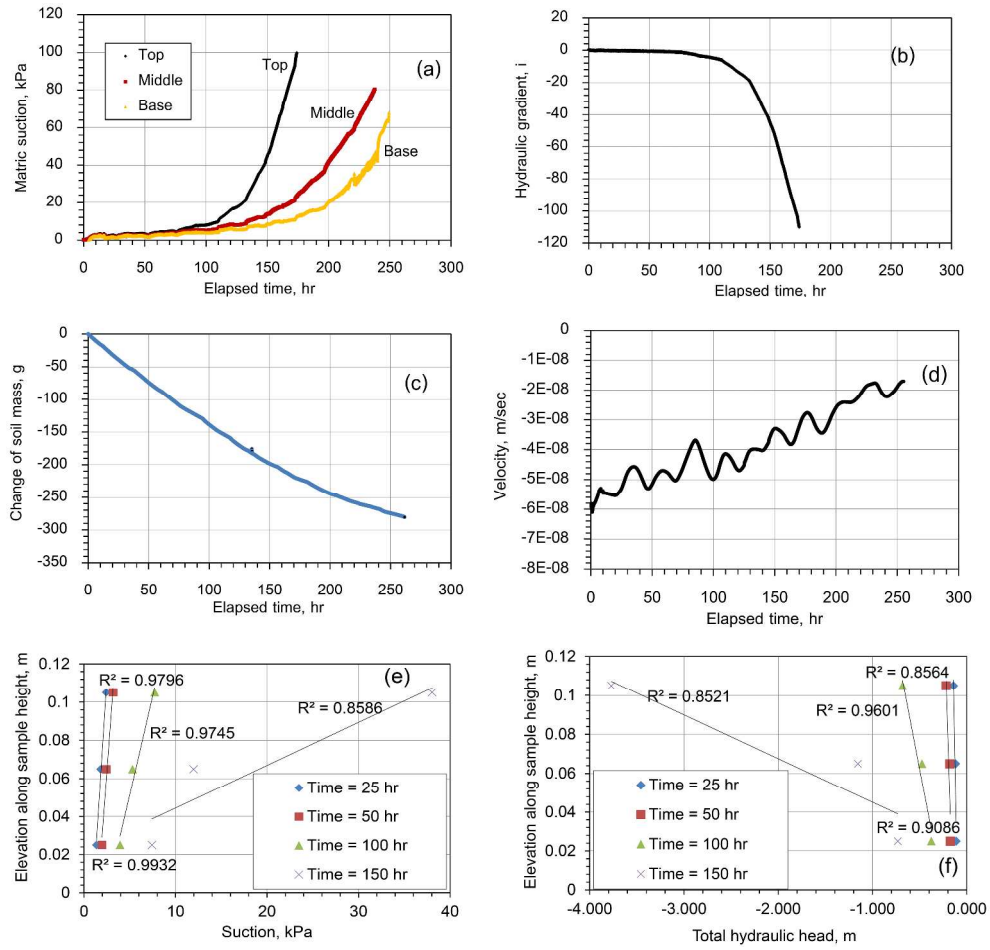 120
100
80
60
40
20
0
Matric suction, kPa
Top
Middle
Base
Top
Middle
Base
(a)
0 50 100 150 200 250 300
Elapsed time, hr
20
0
-20
-40
-60
-80
-100
-120
Hydraulic gradient, i
(b)
0 50 100 150 200 250 300
Elapsed time, hr
0
-50
-100
-150
-200
-250
-300
-350
Change of soil mass, g
(c)
0 50 100 150 200 250 300
Elapsed time, hr
0
-1E-08
-2E-08
-3E-08
-4E-08
-5E-08
-6E-08
-7E-08
-8E-08
Velocity, m/sec
(d)
0 50 100 150 200 250 300
Elapsed time, hr
0.12
0.1
0.08
0.06
0.04
0.02
0
Elevation along sample height, m
(e)
R² = 0.9796
R² = 0.9745
R² = 0.8586
R² = 0.9932
Time = 25 hr
Time = 50 hr
Time = 100 hr
Time = 150 hr
0 10 20 30 40
Suction, kPa
0.12
0.1
0.08
0.06
0.04
0.02
0
Elevation along sample height, m
R² = 0.8564
R² = 0.8521
R² = 0.9601
R² = 0.9086
Time = 25 hr
Time = 50 hr
Time = 100 hr
Time = 150 hr
(f)
-4.000 -3.000 -2.000 -1.000 0.000
Total hydraulic head, m